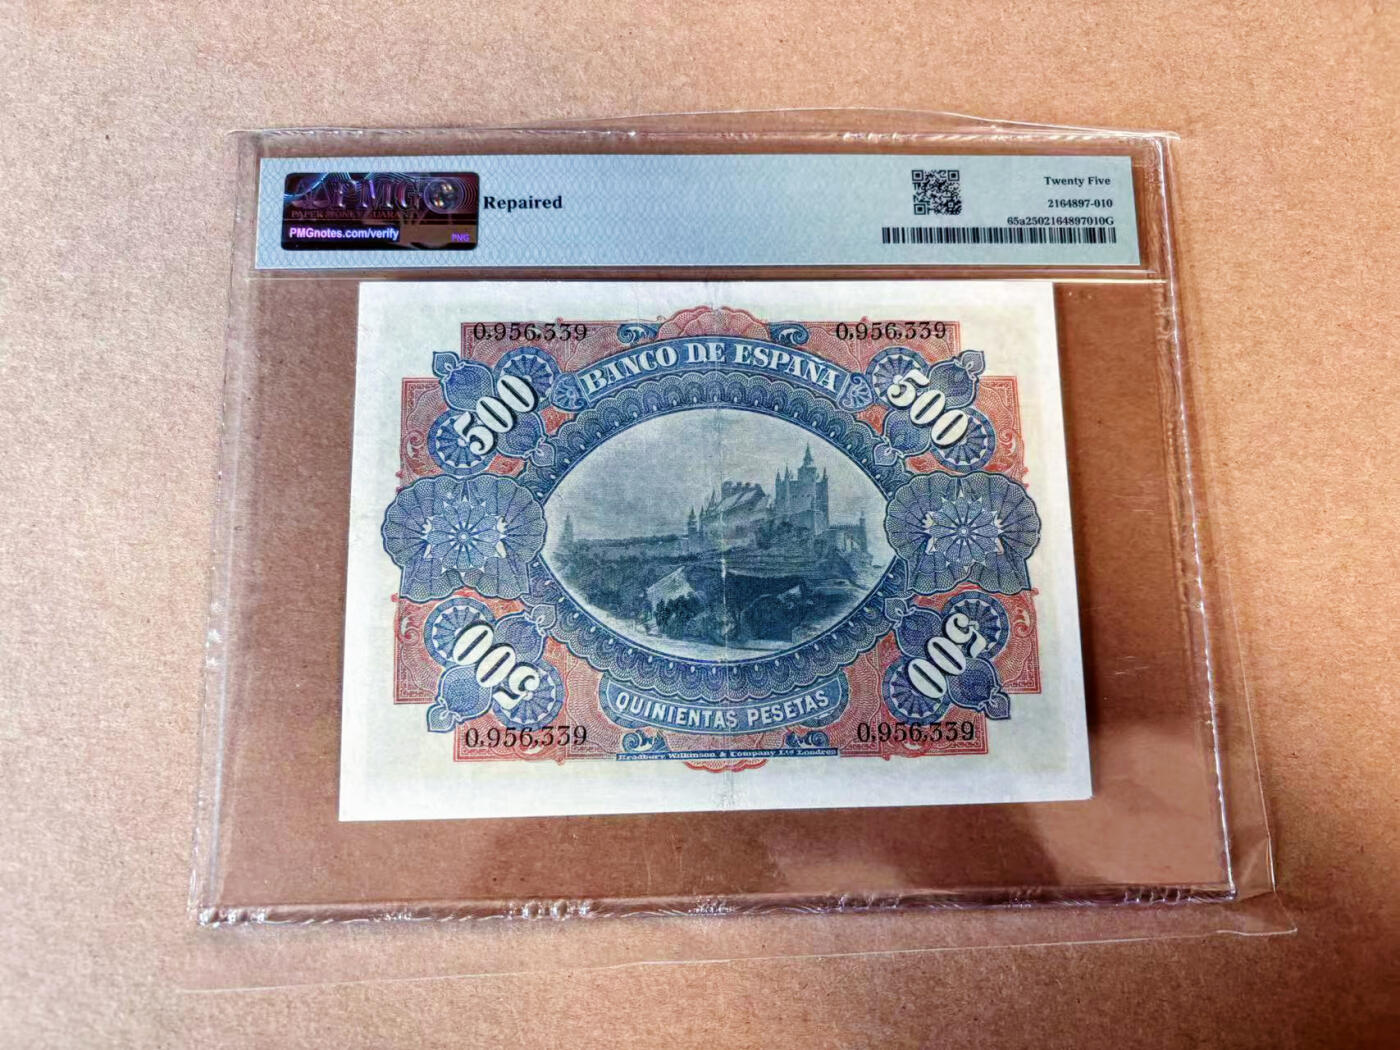 PMG
PAPER MONEY GUARANTY
PMGnotes.com/verify
PNG
Repaired
Twenty Five
2164897-010
65a2502164897010G
0,956,339 0,956,339
BANCO DE ESPAÑA
500 500
500 500
QUINIENTAS PESETAS
0,956,339 0,956,339
Bradbury, Wilkinson & Company Ltd Londres